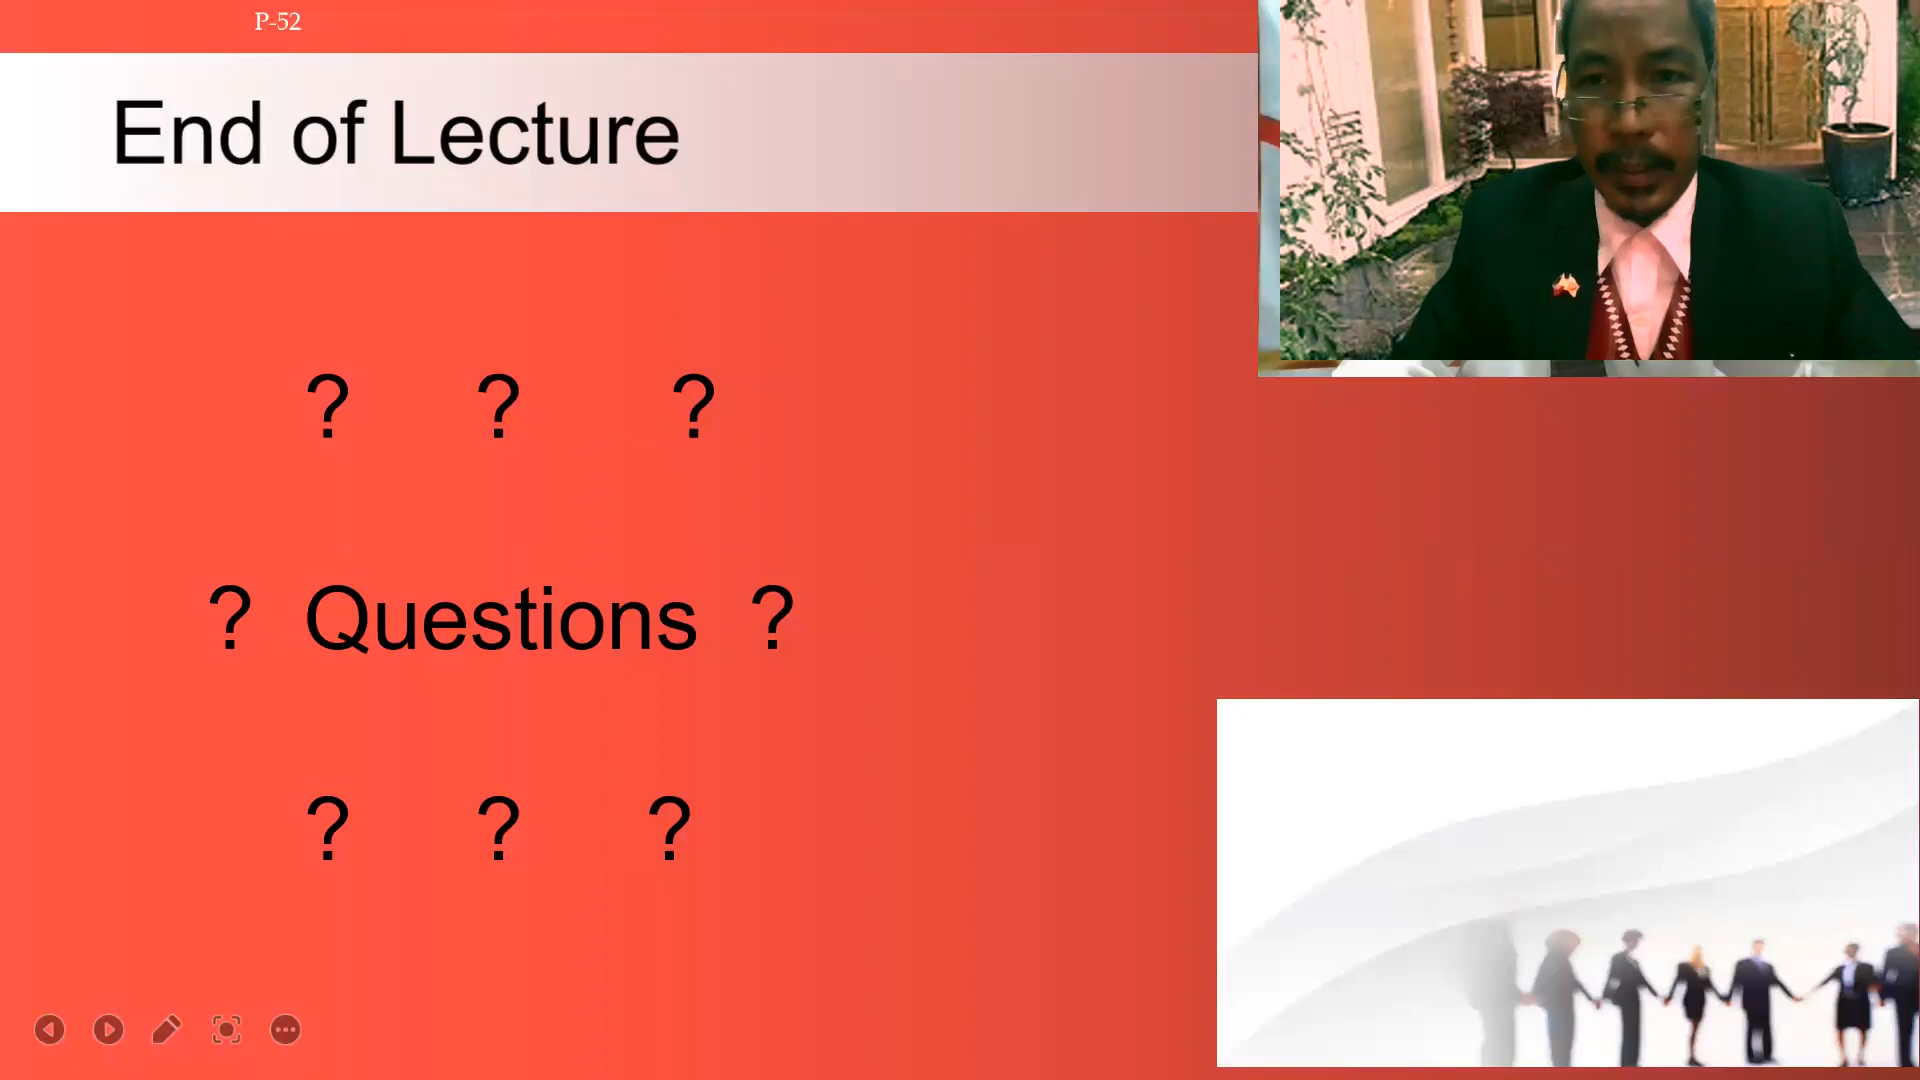 P-52
End of Lecture
? ? ?
? Questions ?
? ? ?